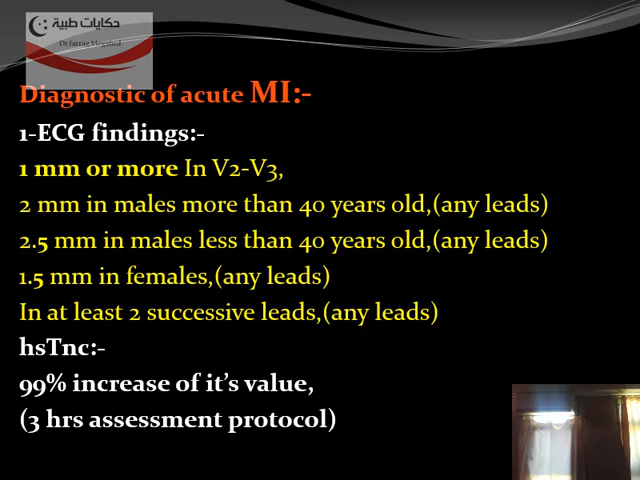 حكايات طبية
Dr farrag Megahed
Diagnostic of acute MI:-
1-ECG findings:-
1 mm or more In V2-V3,
2 mm in males more than 40 years old,(any leads)
2.5 mm in males less than 40 years old,(any leads)
1.5 mm in females,(any leads)
In at least 2 successive leads,(any leads)
hsTnc:-
99% increase of it's value,
(3 hrs assessment protocol)